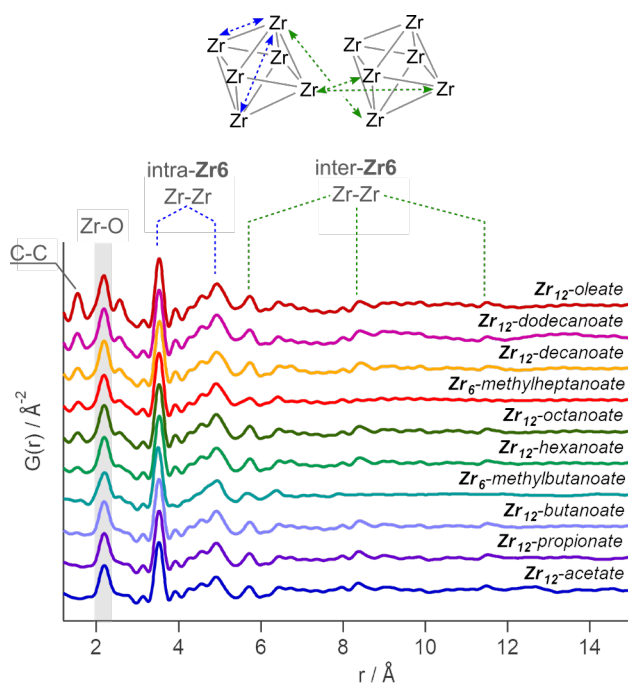 Zr Zr
Zr Zr Zr Zr
Zr Zr Zr Zr
Zr Zr
intra-Zr6 inter-Zr6
Zr-Zr Zr-Zr
Zr-O
C-C
Zr12-oleate
Zr12-dodecanoate
Zr12-decanoate
Zr6-methylheptanoate
Zr12-octanoate
Zr12-hexanoate
Zr6-methylbutanoate
Zr12-butanoate
Zr12-propionate
Zr12-acetate
G(r) / Å-2
2 4 6 8 10 12 14
r / Å